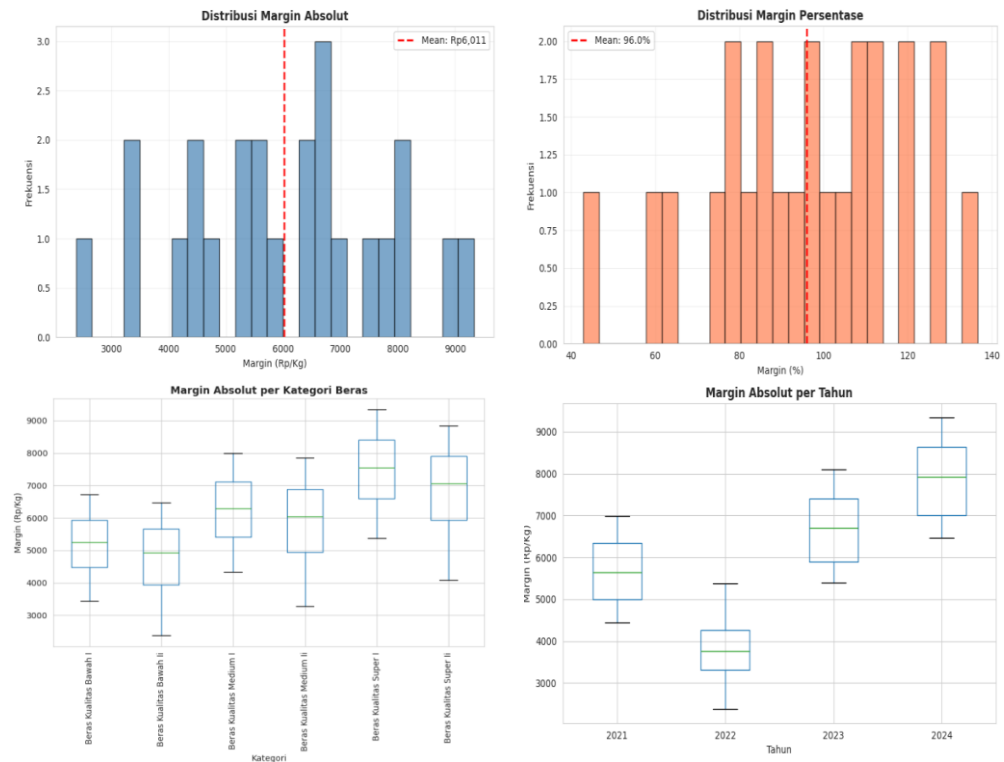 Distribusi Margin Absolut
Mean: Rp6,011
Frekuensi
3.0
2.5
2.0
1.5
1.0
0.5
0.0
3000 4000 5000 6000 7000 8000 9000
Margin (Rp/Kg)
Distribusi Margin Persentase
Mean: 96.0%
Frekuensi
2.00
1.75
1.50
1.25
1.00
0.75
0.50
0.25
0.00
40 60 80 100 120 140
Margin (%)
Margin Absolut per Kategori Beras
Margin (Rp/Kg)
9000
8000
7000
6000
5000
4000
3000
Beras Kualitas Bawah I
Beras Kualitas Bawah Ii
Beras Kualitas Medium I
Beras Kualitas Medium Ii
Beras Kualitas Super I
Beras Kualitas Super Ii
Kategori
Margin Absolut per Tahun
Margin (Rp/Kg)
9000
8000
7000
6000
5000
4000
3000
2021 2022 2023 2024
Tahun